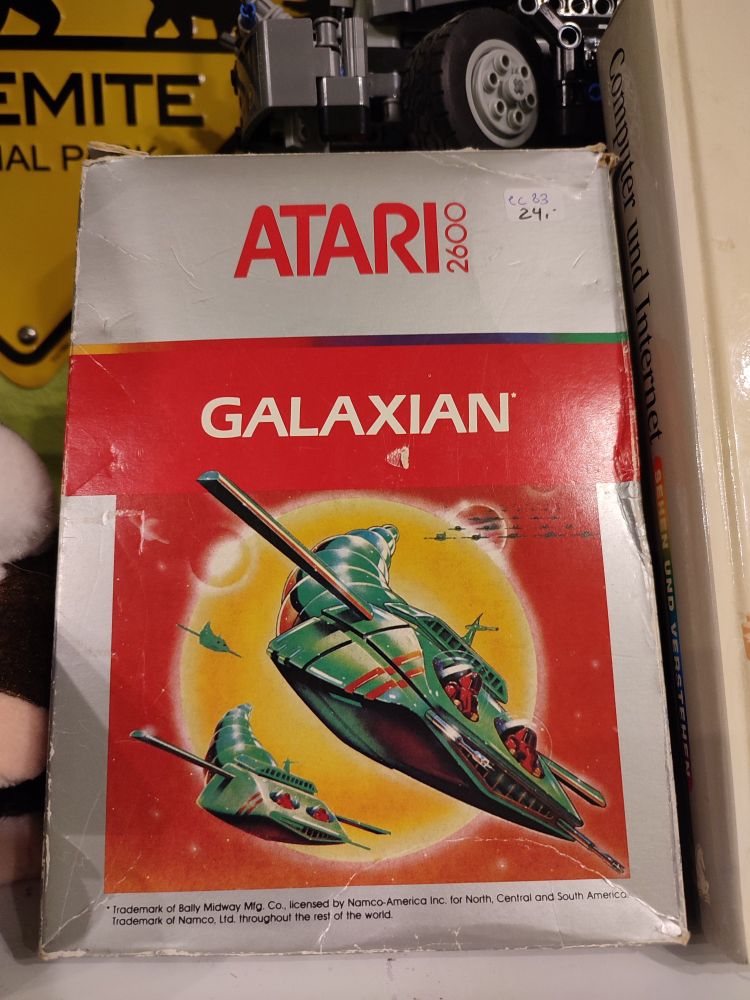 EMITE
NAL PARK
ATARI 2600
cc 83
24,-
GALAXIAN*
* Trademark of Bally Midway Mfg. Co., licensed by Namco-America Inc. for North, Central and South America.
Trademark of Namco, Ltd. throughout the rest of the world.
Computer und Internet
SEHEN UND VERSTEHEN